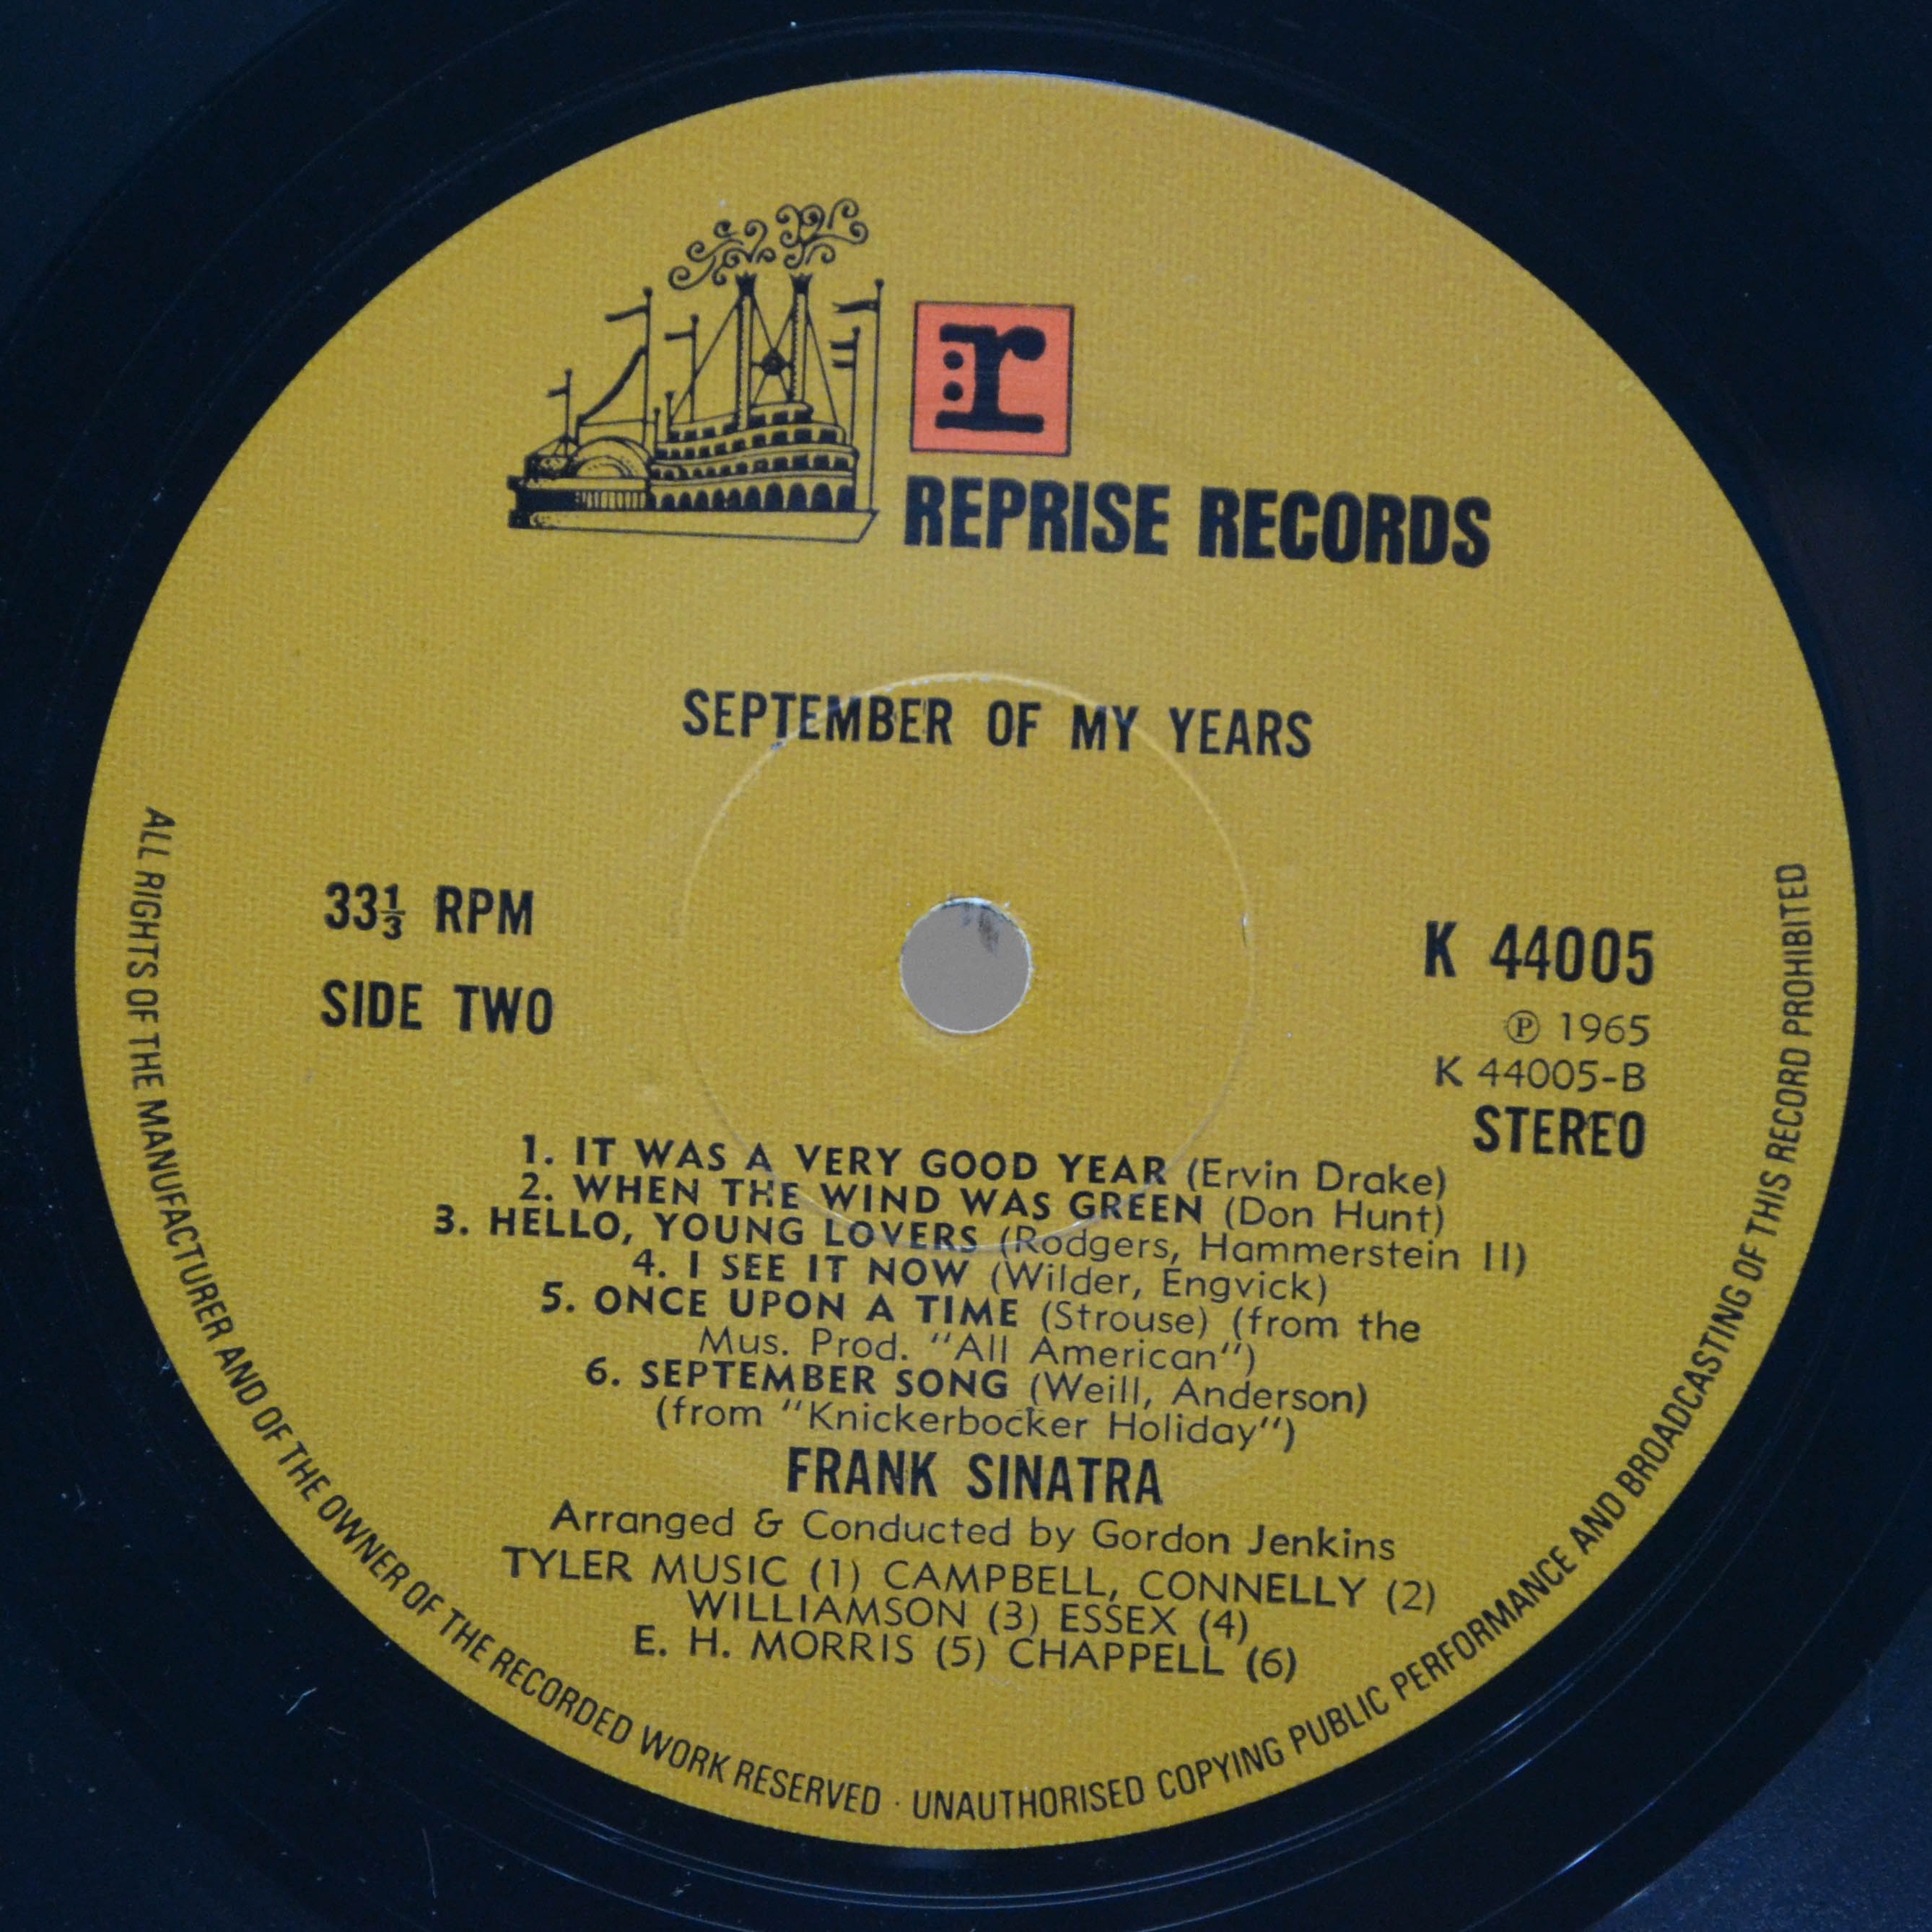 r
REPRISE RECORDS
SEPTEMBER OF MY YEARS
33⅓ RPM
SIDE TWO
K 44005
℗ 1965
K 44005-B
STEREO
1. IT WAS A VERY GOOD YEAR (Ervin Drake)
2. WHEN THE WIND WAS GREEN (Don Hunt)
3. HELLO, YOUNG LOVERS (Rodgers, Hammerstein II)
4. I SEE IT NOW (Wilder, Engvick)
5. ONCE UPON A TIME (Strouse) (from the
Mus. Prod. "All American")
6. SEPTEMBER SONG (Weill, Anderson)
(from "Knickerbocker Holiday")
FRANK SINATRA
Arranged & Conducted by Gordon Jenkins
TYLER MUSIC (1) CAMPBELL, CONNELLY (2)
WILLIAMSON (3) ESSEX (4)
E. H. MORRIS (5) CHAPPELL (6)
ALL RIGHTS OF THE MANUFACTURER AND OF THE OWNER OF THE RECORDED WORK RESERVED · UNAUTHORISED COPYING PUBLIC PERFORMANCE AND BROADCASTING OF THIS RECORD PROHIBITED